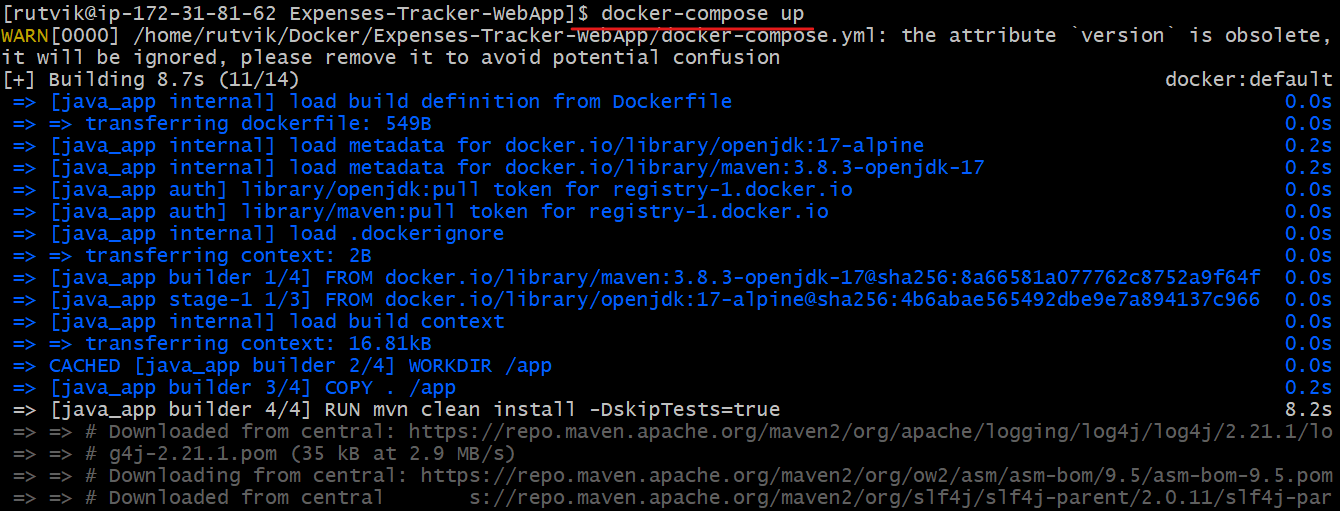 [rutvik@ip-172-31-81-62 Expenses-Tracker-WebApp]$ docker-compose up
WARN[0000] /home/rutvik/Docker/Expenses-Tracker-WebApp/docker-compose.yml: the attribute `version` is obsolete,
it will be ignored, please remove it to avoid potential confusion
[+] Building 8.7s (11/14) docker:default
=> [java_app internal] load build definition from Dockerfile 0.0s
=> => transferring dockerfile: 549B 0.0s
=> [java_app internal] load metadata for docker.io/library/openjdk:17-alpine 0.2s
=> [java_app internal] load metadata for docker.io/library/maven:3.8.3-openjdk-17 0.2s
=> [java_app auth] library/openjdk:pull token for registry-1.docker.io 0.0s
=> [java_app auth] library/maven:pull token for registry-1.docker.io 0.0s
=> [java_app internal] load .dockerignore 0.0s
=> => transferring context: 2B 0.0s
=> [java_app builder 1/4] FROM docker.io/library/maven:3.8.3-openjdk-17@sha256:8a66581a077762c8752a9f64f 0.0s
=> [java_app stage-1 1/3] FROM docker.io/library/openjdk:17-alpine@sha256:4b6abae565492dbe9e7a894137c966 0.0s
=> [java_app internal] load build context 0.0s
=> => transferring context: 16.81kB 0.0s
=> CACHED [java_app builder 2/4] WORKDIR /app 0.0s
=> [java_app builder 3/4] COPY . /app 0.2s
=> [java_app builder 4/4] RUN mvn clean install -DskipTests=true 8.2s
=> => # Downloaded from central: https://repo.maven.apache.org/maven2/org/apache/logging/log4j/log4j/2.21.1/lo
=> => # g4j-2.21.1.pom (35 kB at 2.9 MB/s)
=> => # Downloading from central: https://repo.maven.apache.org/maven2/org/ow2/asm/asm-bom/9.5/asm-bom-9.5.pom
=> => # Downloaded from central s://repo.maven.apache.org/maven2/org/slf4j/slf4j-parent/2.0.11/slf4j-par